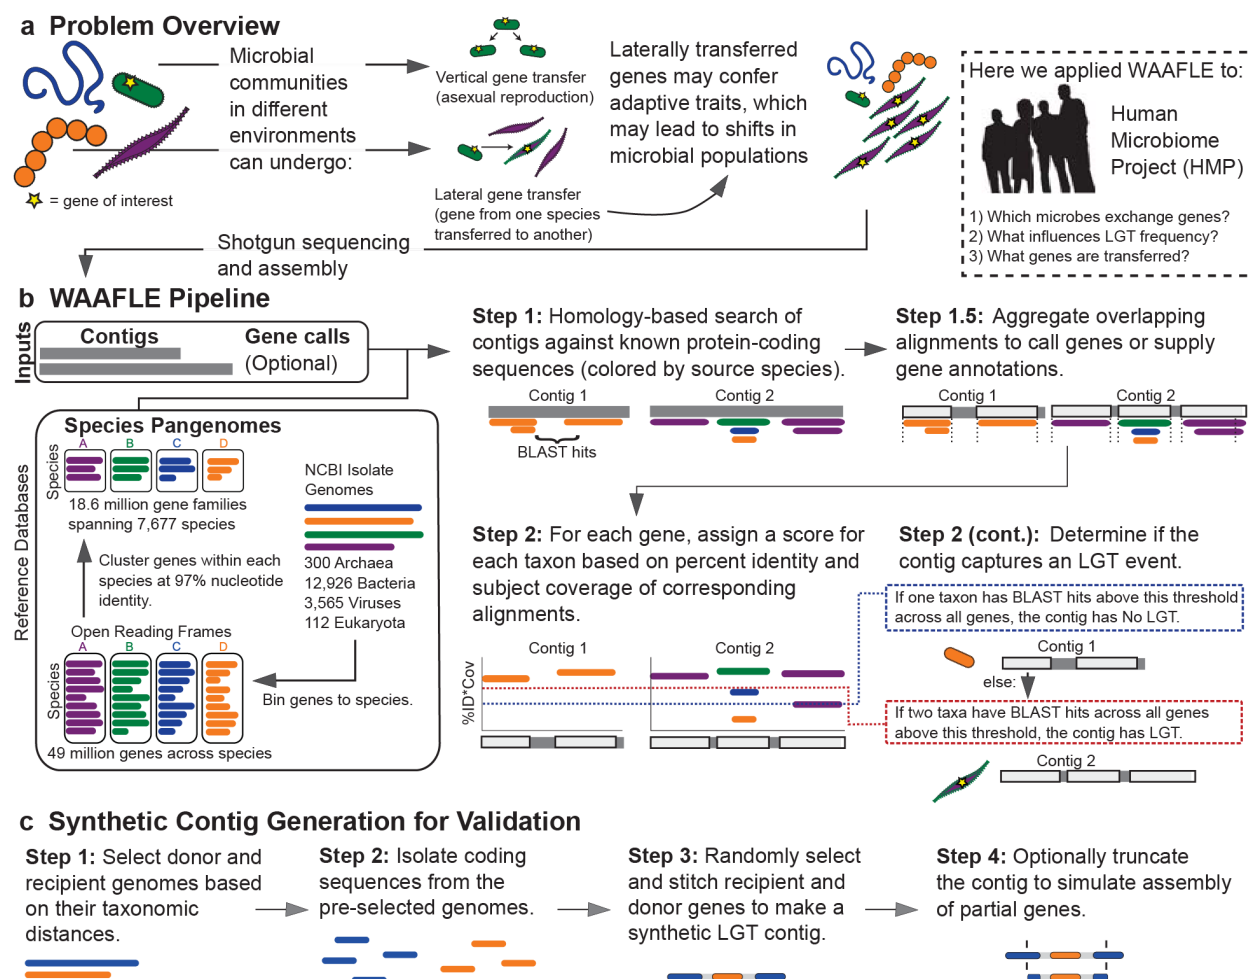 a Problem Overview
Microbial
communities
in different
environments
can undergo:
= gene of interest
Vertical gene transfer
(asexual reproduction)
Lateral gene transfer
(gene from one species
transferred to another)
Laterally transferred
genes may confer
adaptive traits, which
may lead to shifts in
microbial populations
Here we applied WAAFLE to:
Human
Microbiome
Project (HMP)
1) Which microbes exchange genes?
2) What influences LGT frequency?
3) What genes are transferred?
Shotgun sequencing
and assembly
b WAAFLE Pipeline
Inputs
Contigs
Gene calls
(Optional)
Reference Databases
Species Pangenomes
A B C D
Species
18.6 million gene families
spanning 7,677 species
Cluster genes within each
species at 97% nucleotide
identity.
NCBI Isolate
Genomes
300 Archaea
12,926 Bacteria
3,565 Viruses
112 Eukaryota
Open Reading Frames
A B C D
Species
Bin genes to species.
49 million genes across species
Step 1: Homology-based search of
contigs against known protein-coding
sequences (colored by source species).
Contig 1
Contig 2
BLAST hits
Step 1.5: Aggregate overlapping
alignments to call genes or supply
gene annotations.
Contig 1
Contig 2
Step 2: For each gene, assign a score for
each taxon based on percent identity and
subject coverage of corresponding
alignments.
Contig 1
Contig 2
%ID*Cov
Step 2 (cont.): Determine if the
contig captures an LGT event.
If one taxon has BLAST hits above this threshold
across all genes, the contig has No LGT.
Contig 1
else:
If two taxa have BLAST hits across all genes
above this threshold, the contig has LGT.
Contig 2
c Synthetic Contig Generation for Validation
Step 1: Select donor and
recipient genomes based
on their taxonomic
distances.
Step 2: Isolate coding
sequences from the
pre-selected genomes.
Step 3: Randomly select
and stitch recipient and
donor genes to make a
synthetic LGT contig.
Step 4: Optionally truncate
the contig to simulate assembly
of partial genes.